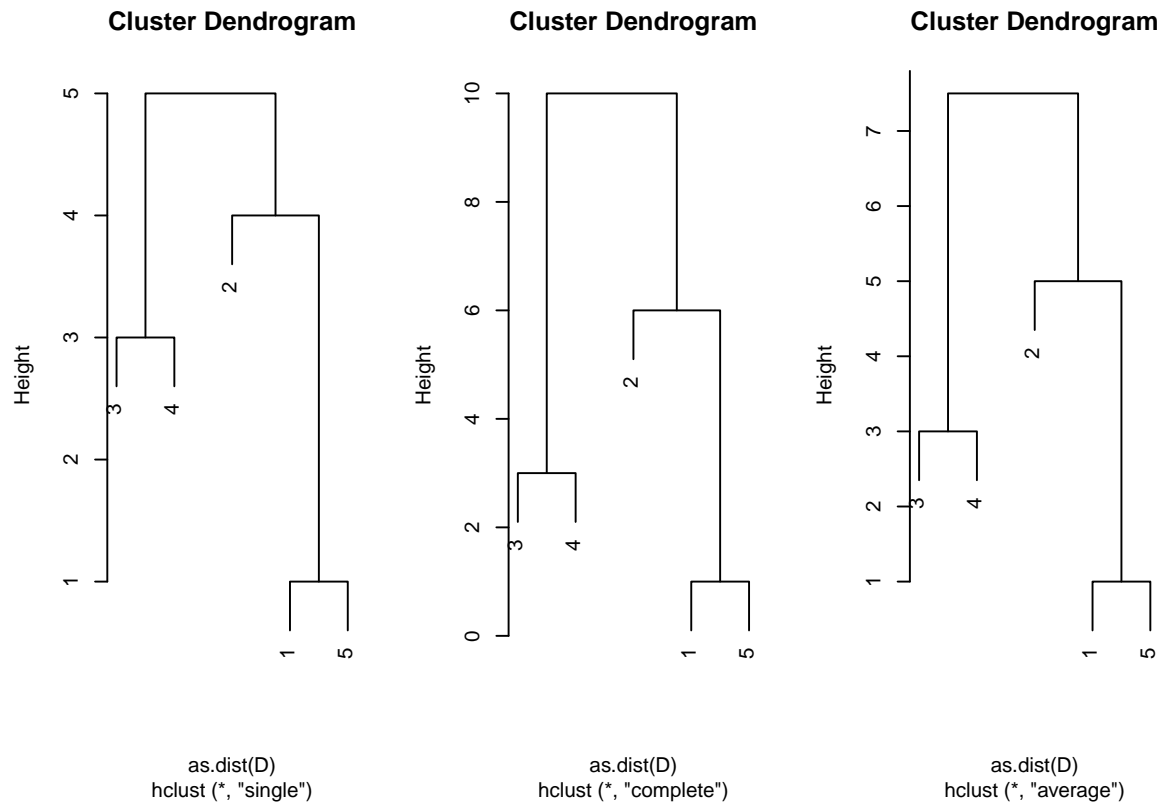 Cluster Dendrogram
5
4
3
2
1
Height
3
4
2
1
5
as.dist(D)
hclust (*, "single")
Cluster Dendrogram
10
8
6
4
2
0
Height
3
4
2
1
5
as.dist(D)
hclust (*, "complete")
Cluster Dendrogram
7
6
5
4
3
2
1
Height
3
4
2
1
5
as.dist(D)
hclust (*, "average")